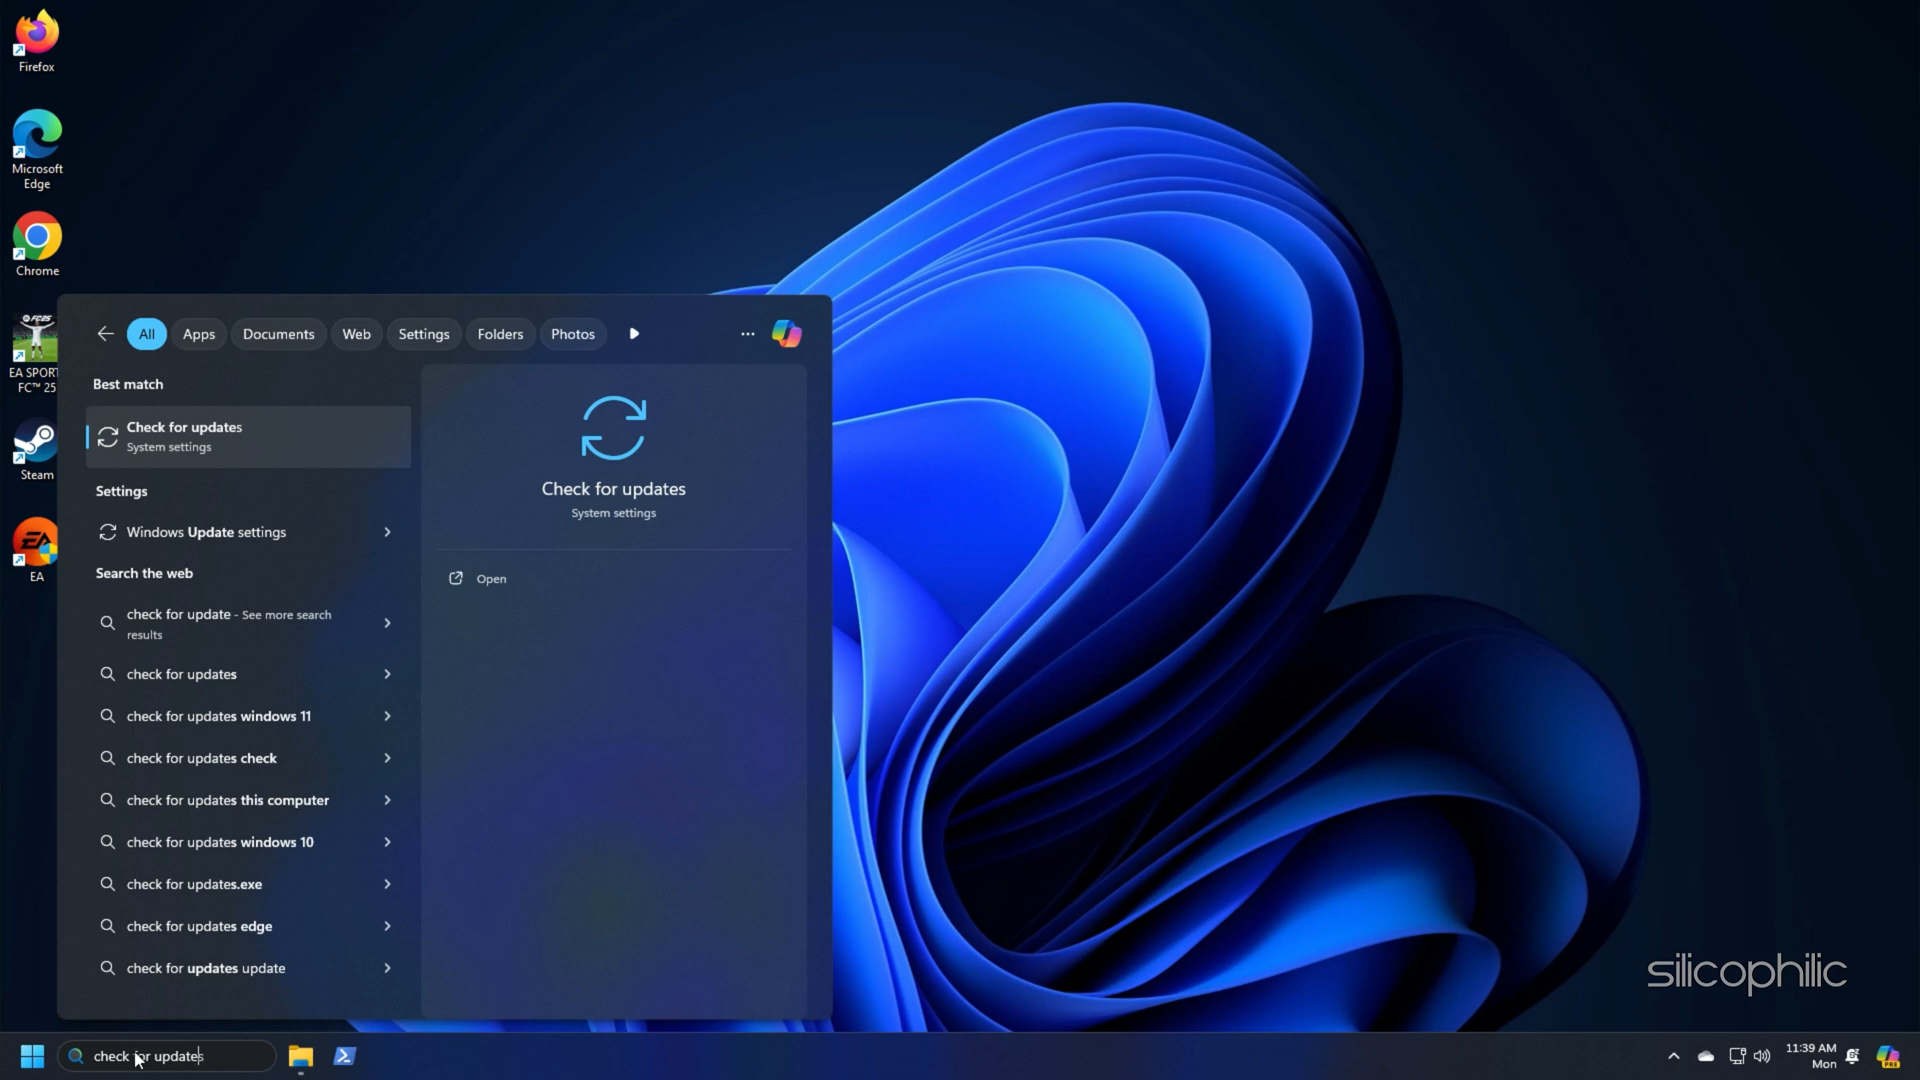 Firefox
Microsoft
Edge
Chrome
FC25
EA SPORT
FC™ 25
Steam
EA
EA
All
Apps
Documents
Web
Settings
Folders
Photos
Best match
Check for updates
System settings
Settings
Windows Update settings
Search the web
check for update - See more search
results
check for updates
check for updates windows 11
check for updates check
check for updates this computer
check for updates windows 10
check for updates.exe
check for updates edge
check for updates update
Check for updates
System settings
Open
silicophilic
check for updates
11:39 AM
Mon
PRE